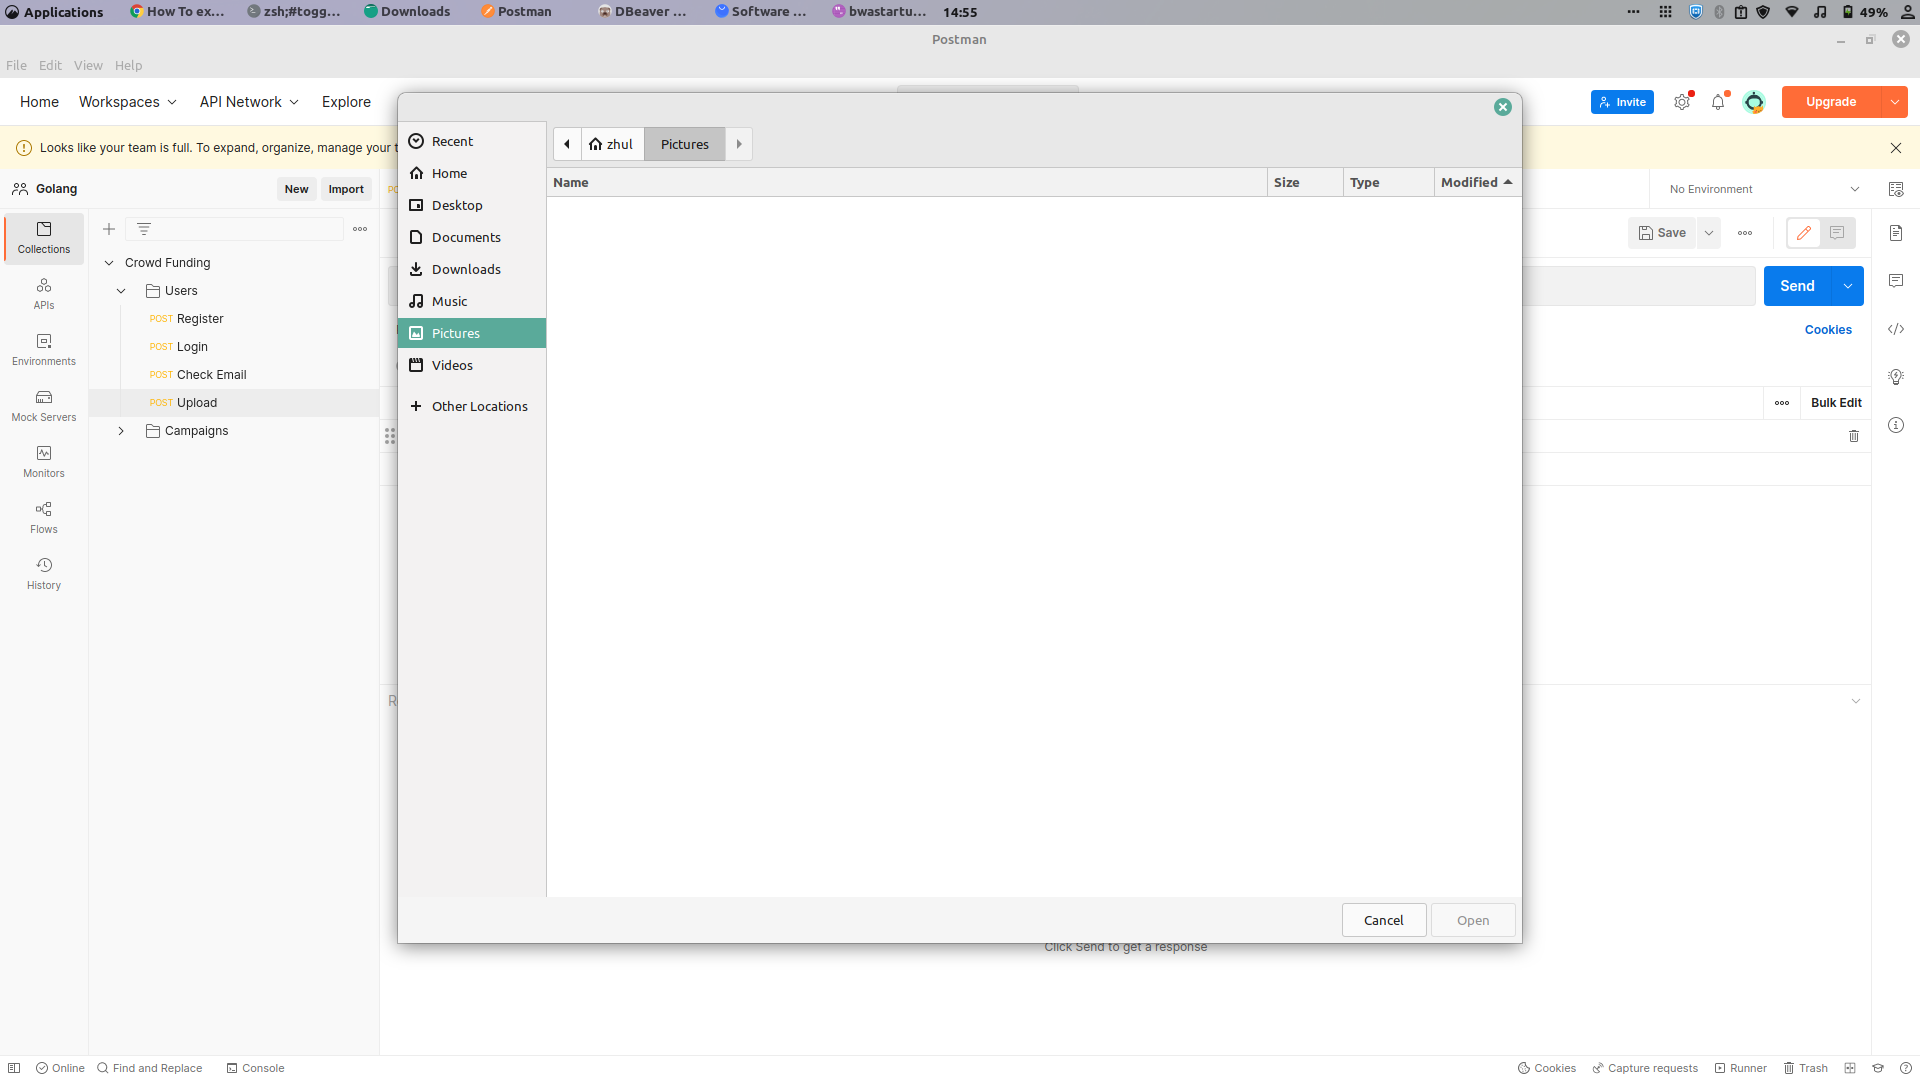 Applications How To ex... zsh;#togg... Downloads Postman DBeaver ... Software ... bwastartu... 14:55 49%
Postman
File Edit View Help
Home Workspaces API Network Explore Invite Upgrade
Looks like your team is full. To expand, organize, manage your t
Golang New Import PO No Environment
Recent
Home
Desktop
Documents
Downloads
Music
Pictures
Videos
Other Locations
zhul Pictures
Name Size Type Modified
Cancel Open
Collections
APIs
Environments
Mock Servers
Monitors
Flows
History
Crowd Funding
Users
POST Register
POST Login
POST Check Email
POST Upload
Campaigns
Save
Send
Cookies
Bulk Edit
Click Send to get a response
Online Find and Replace Console Cookies Capture requests Runner Trash